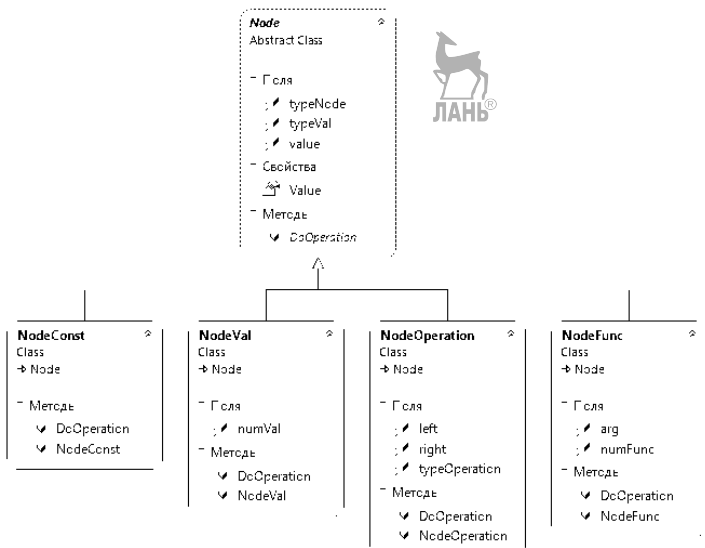 Node
Abstract Class
Поля
typeNode
typeVal
value
Свойства
Value
Методы
DoOperation
ЛАНЬ®
NodeConst
Class
→ Node
Методы
DoOperation
NodeConst
NodeVal
Class
→ Node
Поля
numVal
Методы
DoOperation
NodeVal
NodeOperation
Class
→ Node
Поля
left
right
typeOperation
Методы
DoOperation
NodeOperation
NodeFunc
Class
→ Node
Поля
arg
numFunc
Методы
DoOperation
NodeFunc